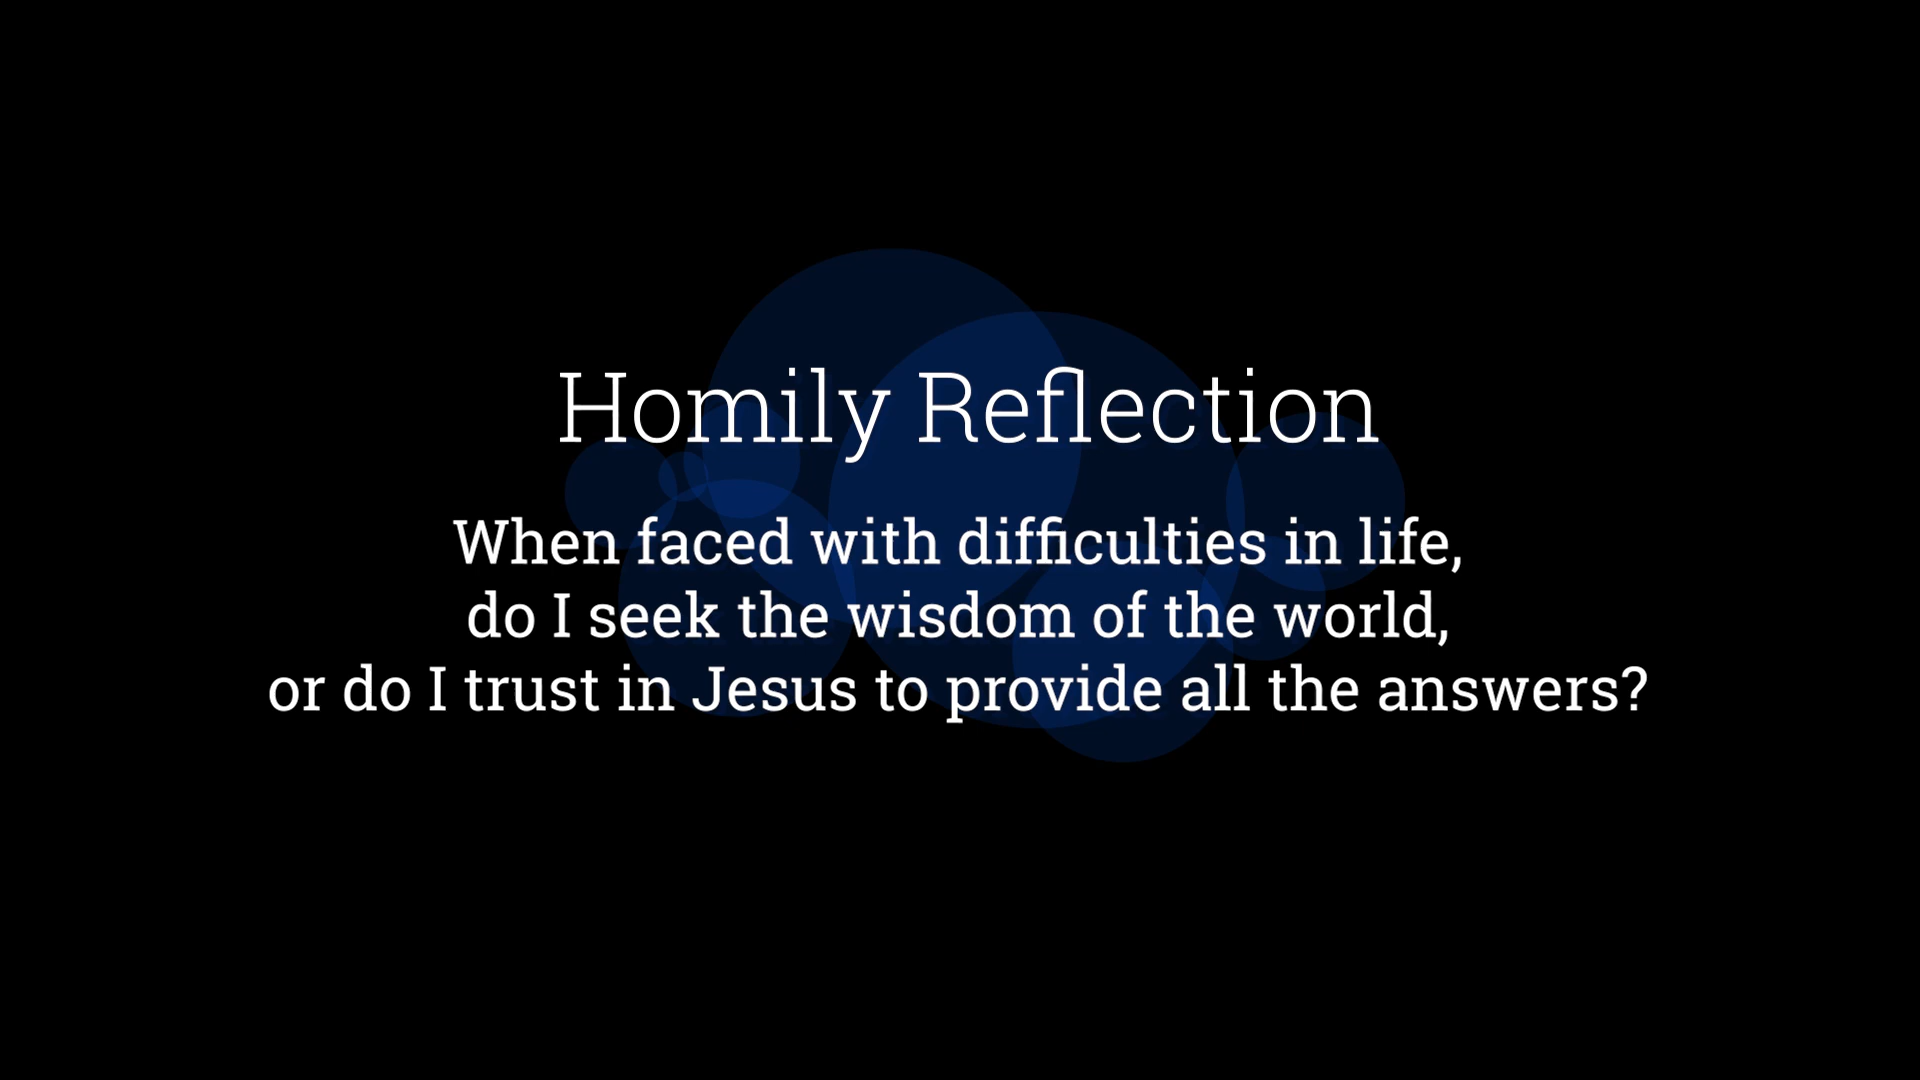 Homily Reflection
When faced with difficulties in life,
do I seek the wisdom of the world,
or do I trust in Jesus to provide all the answers?